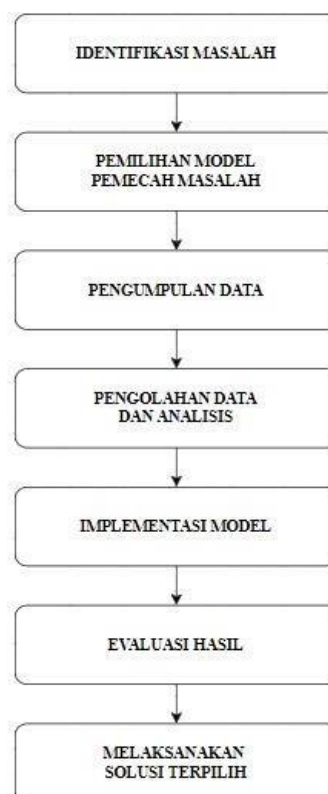 IDENTIFIKASI MASALAH
PEMILIHAN MODEL
PEMECAH MASALAH
PENGUMPULAN DATA
PENGOLAHAN DATA
DAN ANALISIS
IMPLEMENTASI MODEL
EVALUASI HASIL
MELAKSANAKAN
SOLUSI TERPILIH